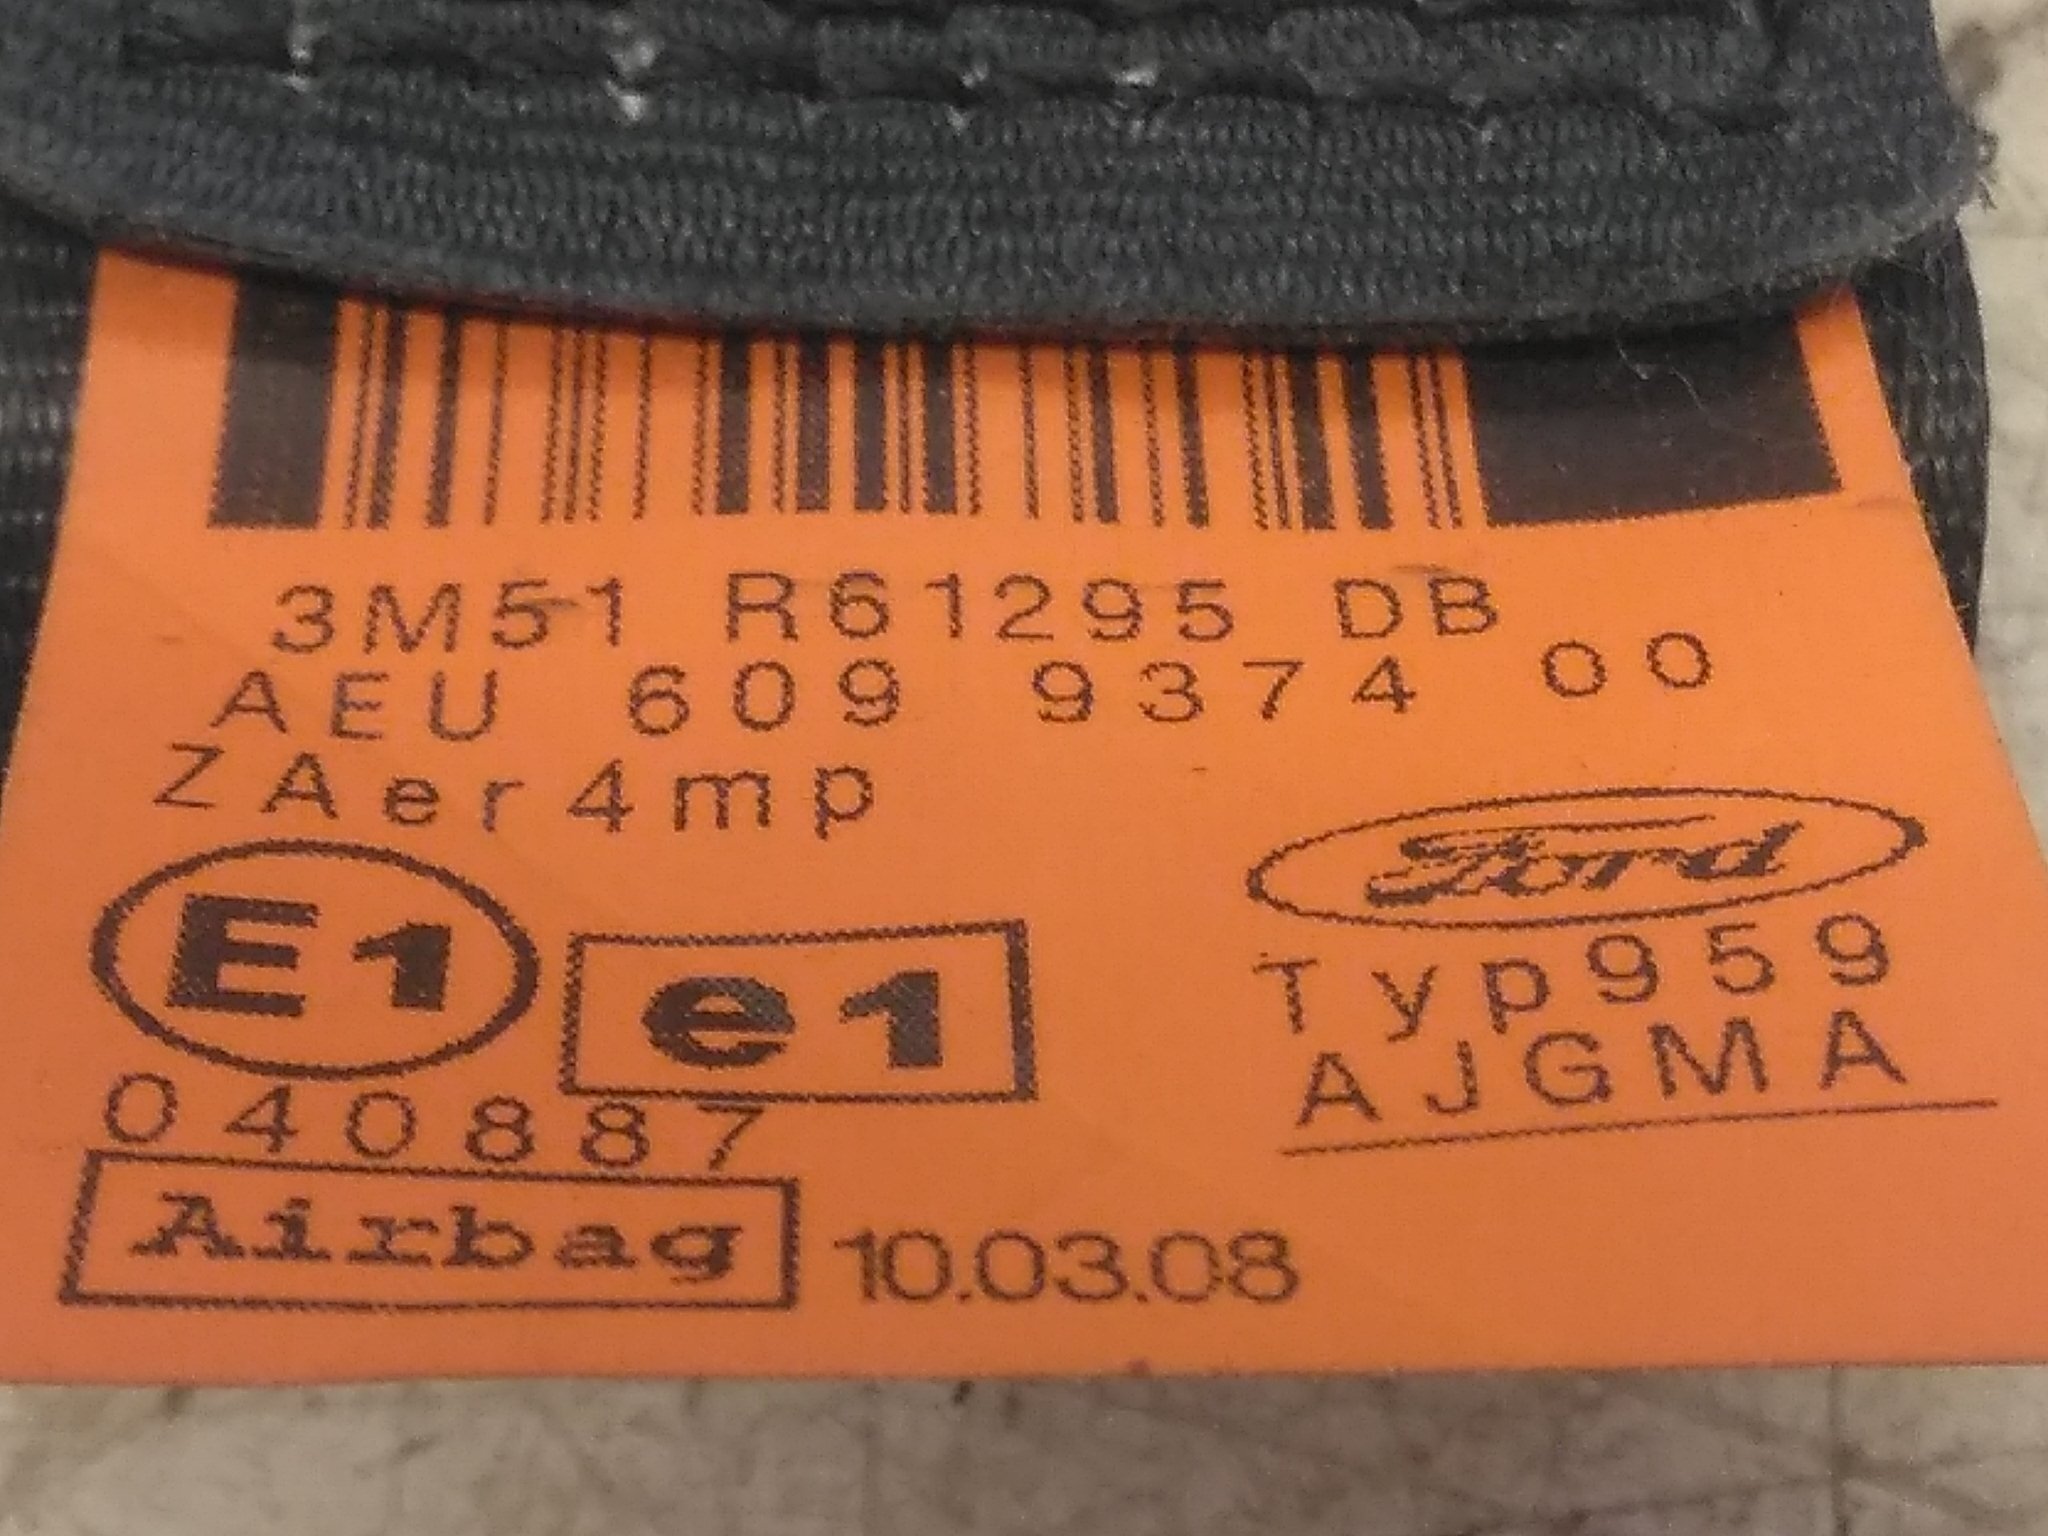 3M51 R61295 DB
AEU 609 9374 00
ZAer4mp
Ford
E1
e1
Typ959
AJGMA
040887
Airbag
10.03.08